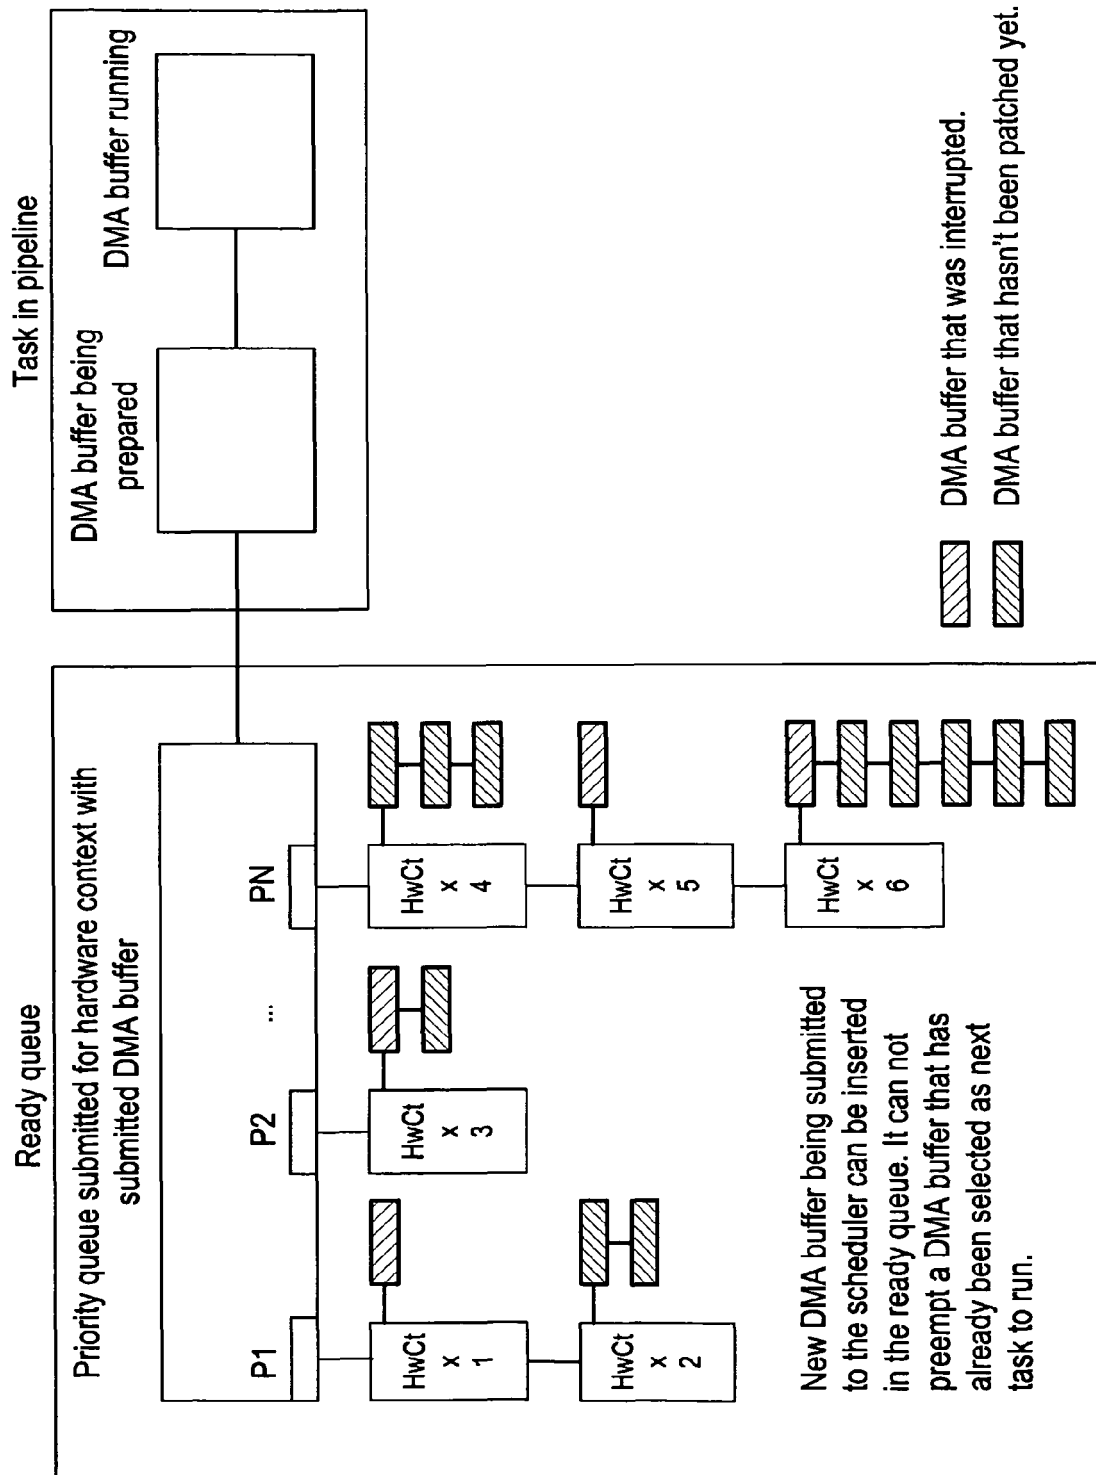 Ready queue
Priority queue submitted for hardware context with
submitted DMA buffer
P1
P2
...
PN
HwCt
x
1
HwCt
x
2
HwCt
x
3
HwCt
x
4
HwCt
x
5
HwCt
x
6
New DMA buffer being submitted
to the scheduler can be inserted
in the ready queue. It can not
preempt a DMA buffer that has
already been selected as next
task to run.
Task in pipeline
DMA buffer being
prepared
DMA buffer running
DMA buffer that was interrupted.
DMA buffer that hasn't been patched yet.